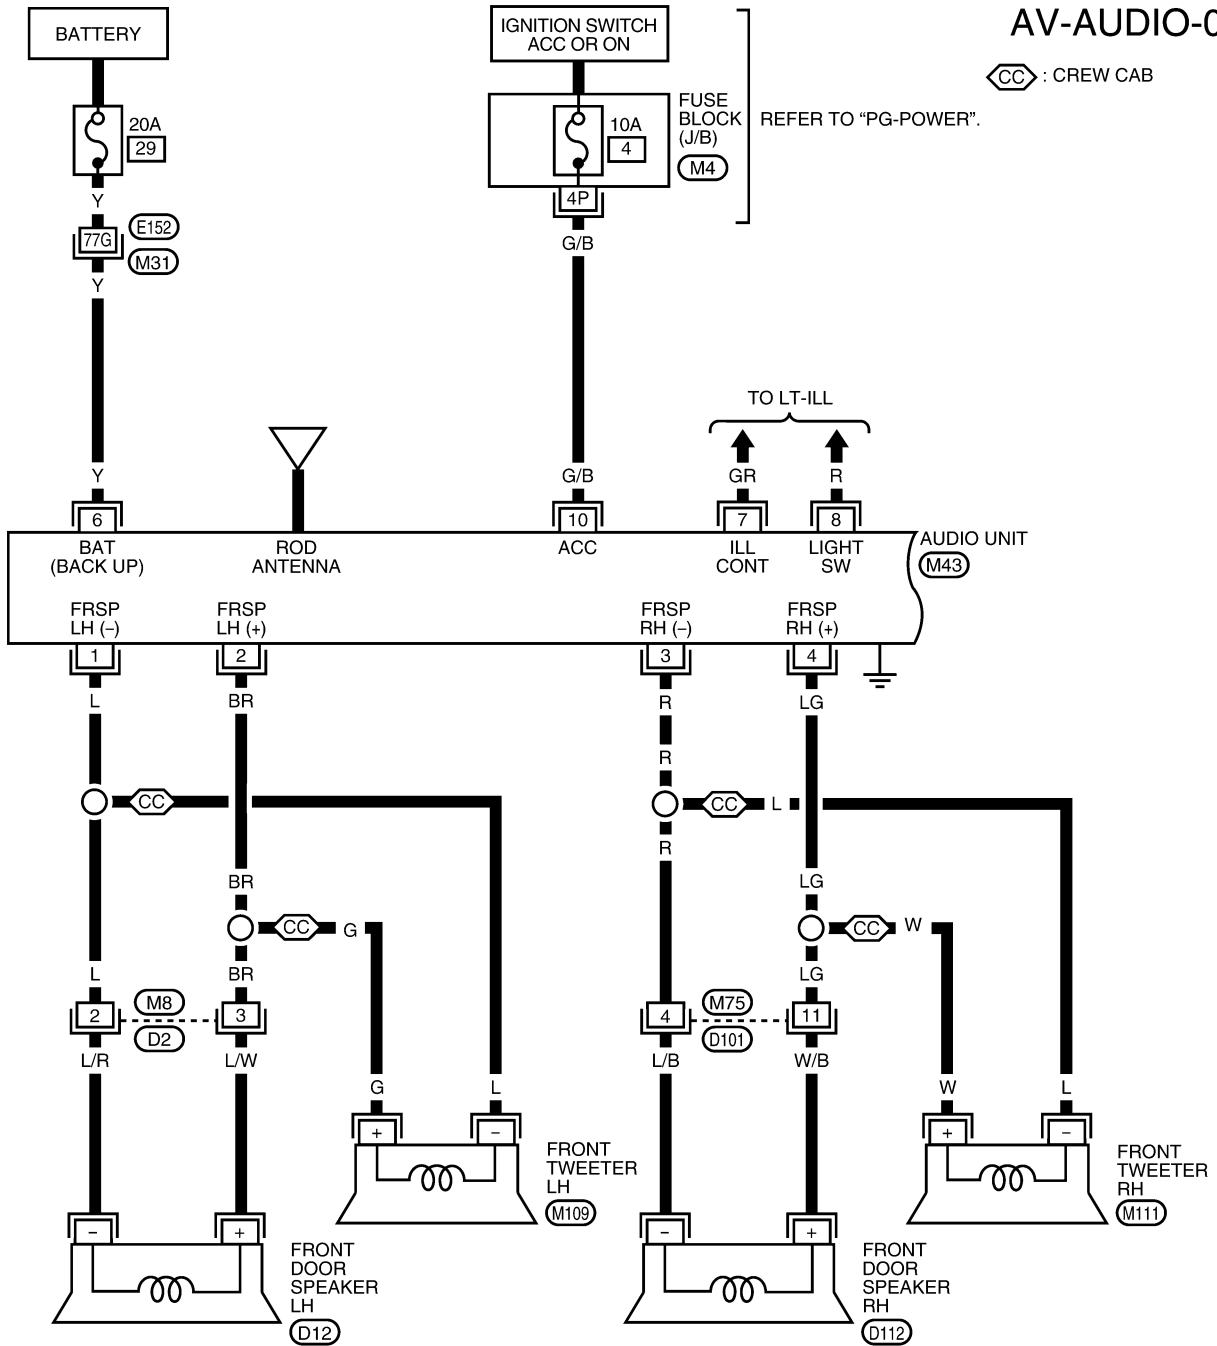 AV-AUDIO-0
BATTERY
IGNITION SWITCH
ACC OR ON
CC : CREW CAB
20A
29
10A
4
FUSE
BLOCK
(J/B)
M4
REFER TO “PG-POWER”.
4P
Y
77G
E152
M31
Y
G/B
TO LT-ILL
Y
G/B
GR
R
6
10
7
8
BAT
(BACK UP)
ROD
ANTENNA
ACC
ILL
CONT
LIGHT
SW
AUDIO UNIT
M43
FRSP
LH (–)
FRSP
LH (+)
FRSP
RH (–)
FRSP
RH (+)
1
2
3
4
L
BR
R
LG
R
CC
CC
L
R
BR
LG
CC
G
CC
W
L
BR
LG
2
M8
D2
3
4
M75
D101
11
L/R
L/W
L/B
W/B
G
L
W
L
+
–
+
–
FRONT
TWEETER
LH
M109
FRONT
TWEETER
RH
M111
–
+
–
+
FRONT
DOOR
SPEAKER
LH
D12
FRONT
DOOR
SPEAKER
RH
D112